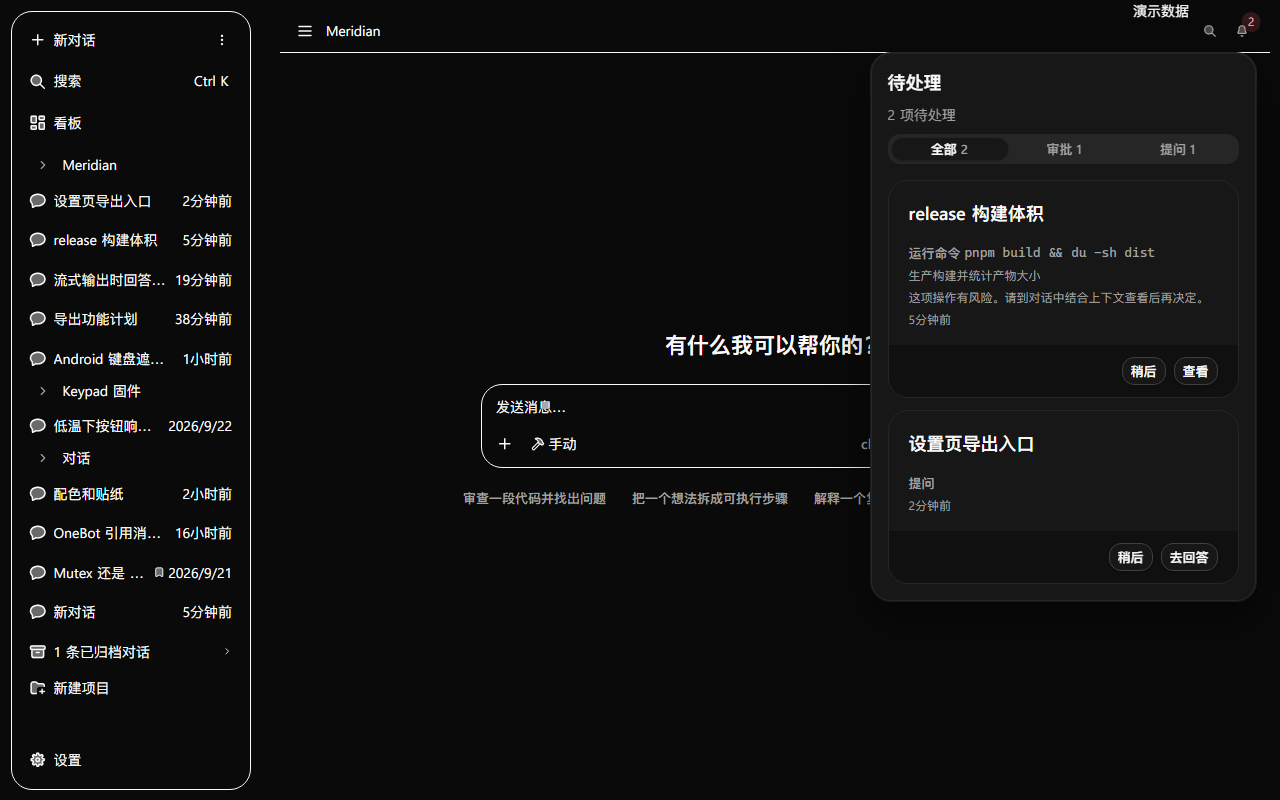 新对话
搜索 Ctrl K
看板
Meridian
设置页导出入口 2分钟前
release 构建体积 5分钟前
流式输出时回答… 19分钟前
导出功能计划 38分钟前
Android 键盘遮… 1小时前
Keypad 固件
低温下按钮响… 2026/9/22
对话
配色和贴纸 2小时前
OneBot 引用消… 16小时前
Mutex 还是 … 2026/9/21
新对话 5分钟前
1 条已归档对话
新建项目
设置
Meridian
演示数据
2
有什么我可以帮你的?
发送消息…
手动
审查一段代码并找出问题 把一个想法拆成可执行步骤 解释一个
待处理
2 项待处理
全部 2 审批 1 提问 1
release 构建体积
运行命令 pnpm build && du -sh dist
生产构建并统计产物大小
这项操作有风险。请到对话中结合上下文查看后再决定。
5分钟前
稍后 查看
设置页导出入口
提问
2分钟前
稍后 去回答